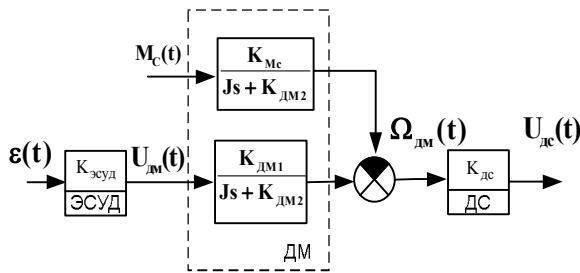 M_C(t)
K_Mc
Js + K_ДМ2
Ω_дм(t)
U_дс(t)
ε(t)
K_эсуд
ЭСУД
U_дм(t)
K_ДМ1
Js + K_ДМ2
K_дс
ДС
ДМ